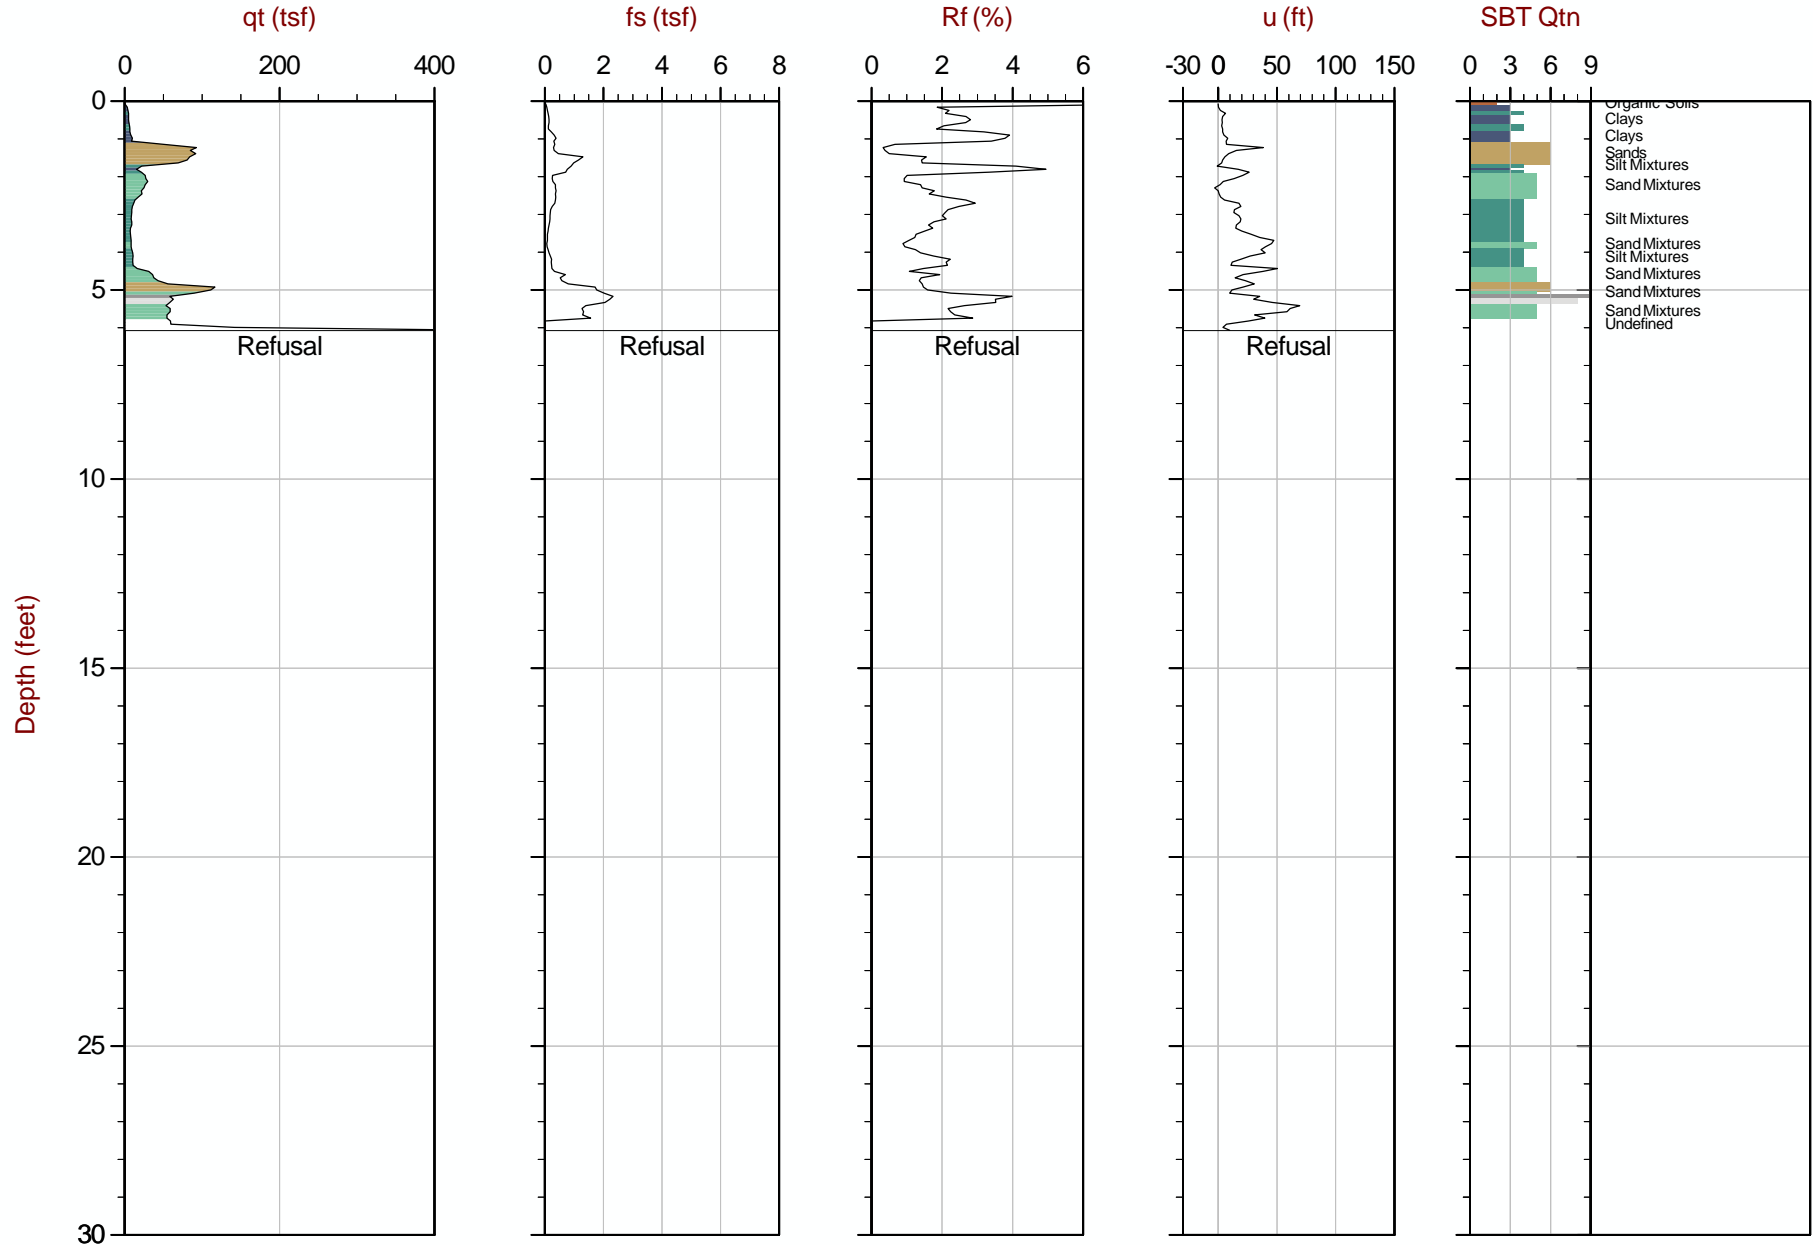 qt (tsf) fs (tsf) Rf (%) u (ft) SBT Qtn
0 200 400 0 2 4 6 8 0 2 4 6 -30 0 50 100 150 0 3 6 9
0
Organic Soils
Clays
Clays
Sands
Silt Mixtures
Sand Mixtures
Silt Mixtures
Sand Mixtures
Silt Mixtures
Sand Mixtures
5
Sand Mixtures
Sand Mixtures
Undefined
Refusal Refusal Refusal Refusal
10
Depth (feet)
15
20
25
30